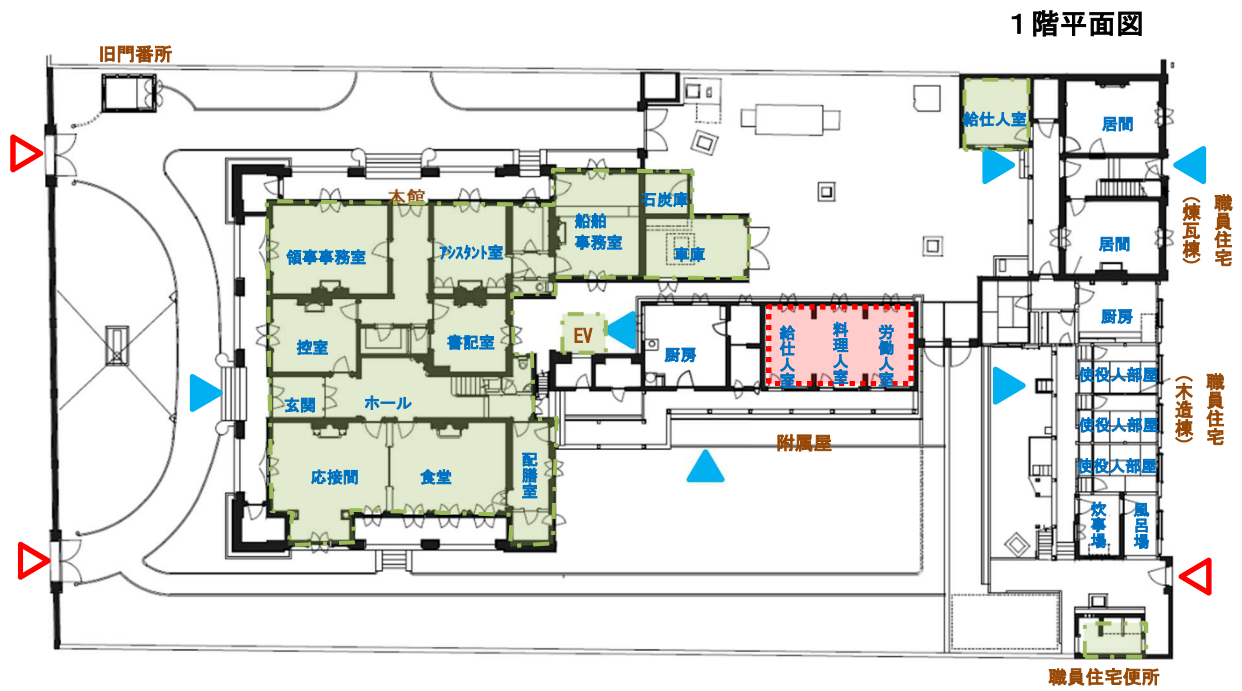 1階平面図
旧門番所
給仕人室
居間
本館
石炭庫
船舶
事務室
領事事務室
アシスタント室
車庫
居間
職員住宅
(煉瓦棟)
控室
書記室
EV
厨房
給仕人室
料理人室
労働人室
厨房
玄関
ホール
使役人部屋
使役人部屋
使役人部屋
職員住宅
(木造棟)
応接間
食堂
配膳室
附属屋
炊事場
風呂場
職員住宅便所